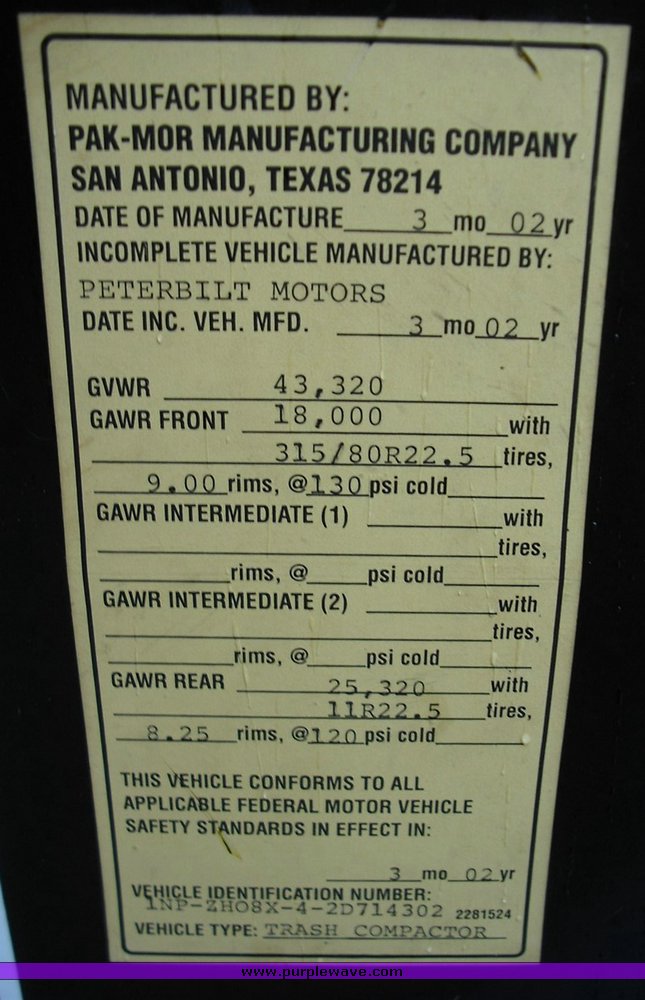 MANUFACTURED BY:
PAK-MOR MANUFACTURING COMPANY
SAN ANTONIO, TEXAS 78214
DATE OF MANUFACTURE 3 mo 02 yr
INCOMPLETE VEHICLE MANUFACTURED BY:
PETERBILT MOTORS
DATE INC. VEH. MFD. 3 mo 02 yr
GVWR 43,320
GAWR FRONT 18,000 with
315/80R22.5 tires,
9.00 rims, @130 psi cold
GAWR INTERMEDIATE (1) with
tires,
rims, @ psi cold
GAWR INTERMEDIATE (2) with
tires,
rims, @ psi cold
GAWR REAR 25,320 with
11R22.5 tires,
8.25 rims, @120 psi cold
THIS VEHICLE CONFORMS TO ALL
APPLICABLE FEDERAL MOTOR VEHICLE
SAFETY STANDARDS IN EFFECT IN:
3 mo 02 yr
VEHICLE IDENTIFICATION NUMBER:
1NP-ZHO8X-4-2D714302 2281524
VEHICLE TYPE: TRASH COMPACTOR
www.purplewave.com